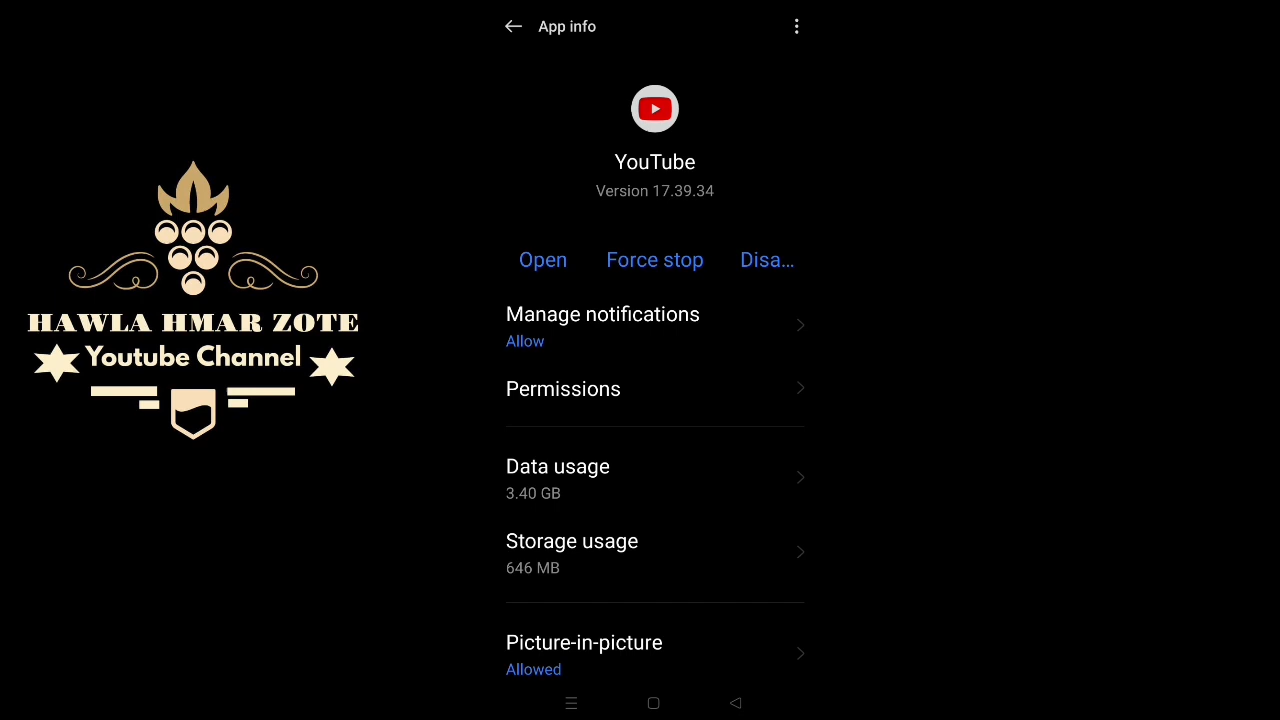 App info
YouTube
Version 17.39.34
Open Force stop Disa...
Manage notifications
Allow
Permissions
Data usage
3.40 GB
Storage usage
646 MB
Picture-in-picture
Allowed
HAWLA HMAR ZOTE
Youtube Channel